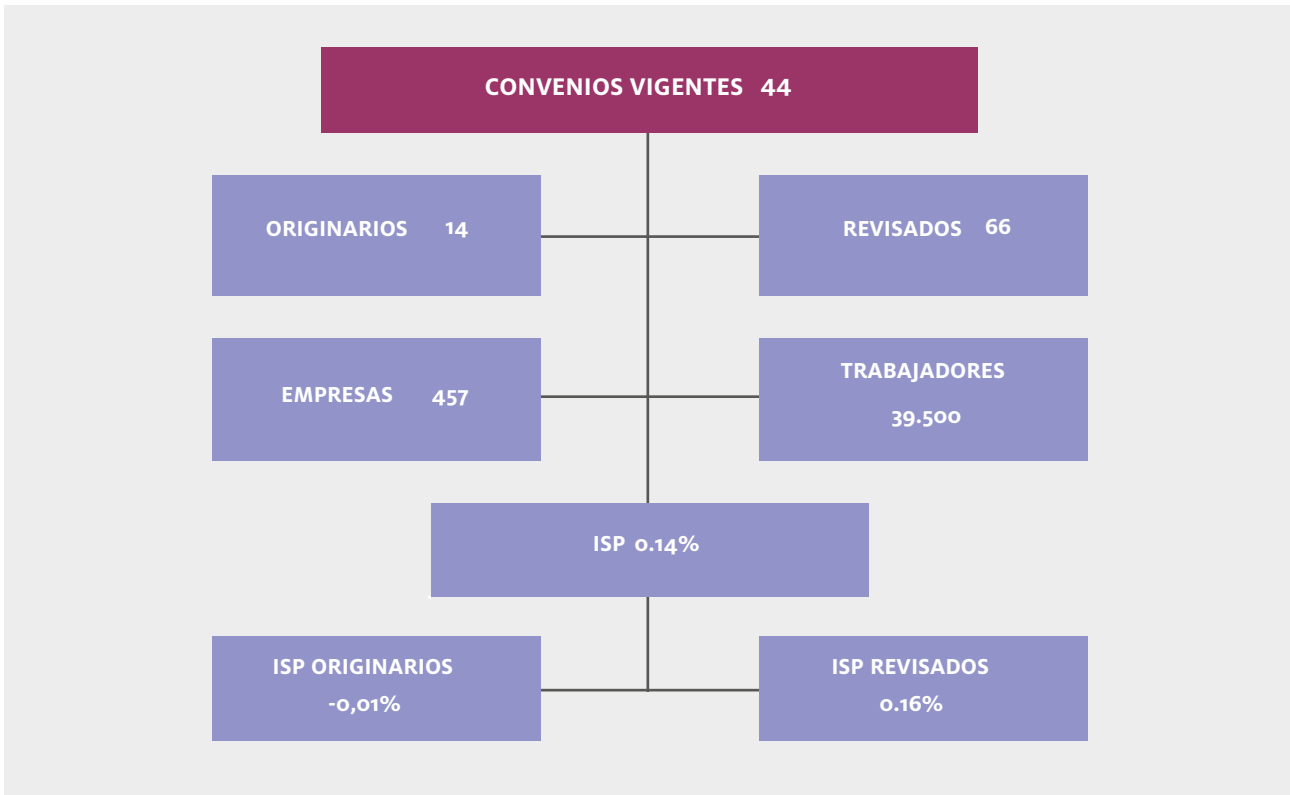 CONVENIOS VIGENTES 44
ORIGINARIOS 14
REVISADOS 66
EMPRESAS 457
TRABAJADORES
39.500
ISP 0.14%
ISP ORIGINARIOS
-0,01%
ISP REVISADOS
0.16%